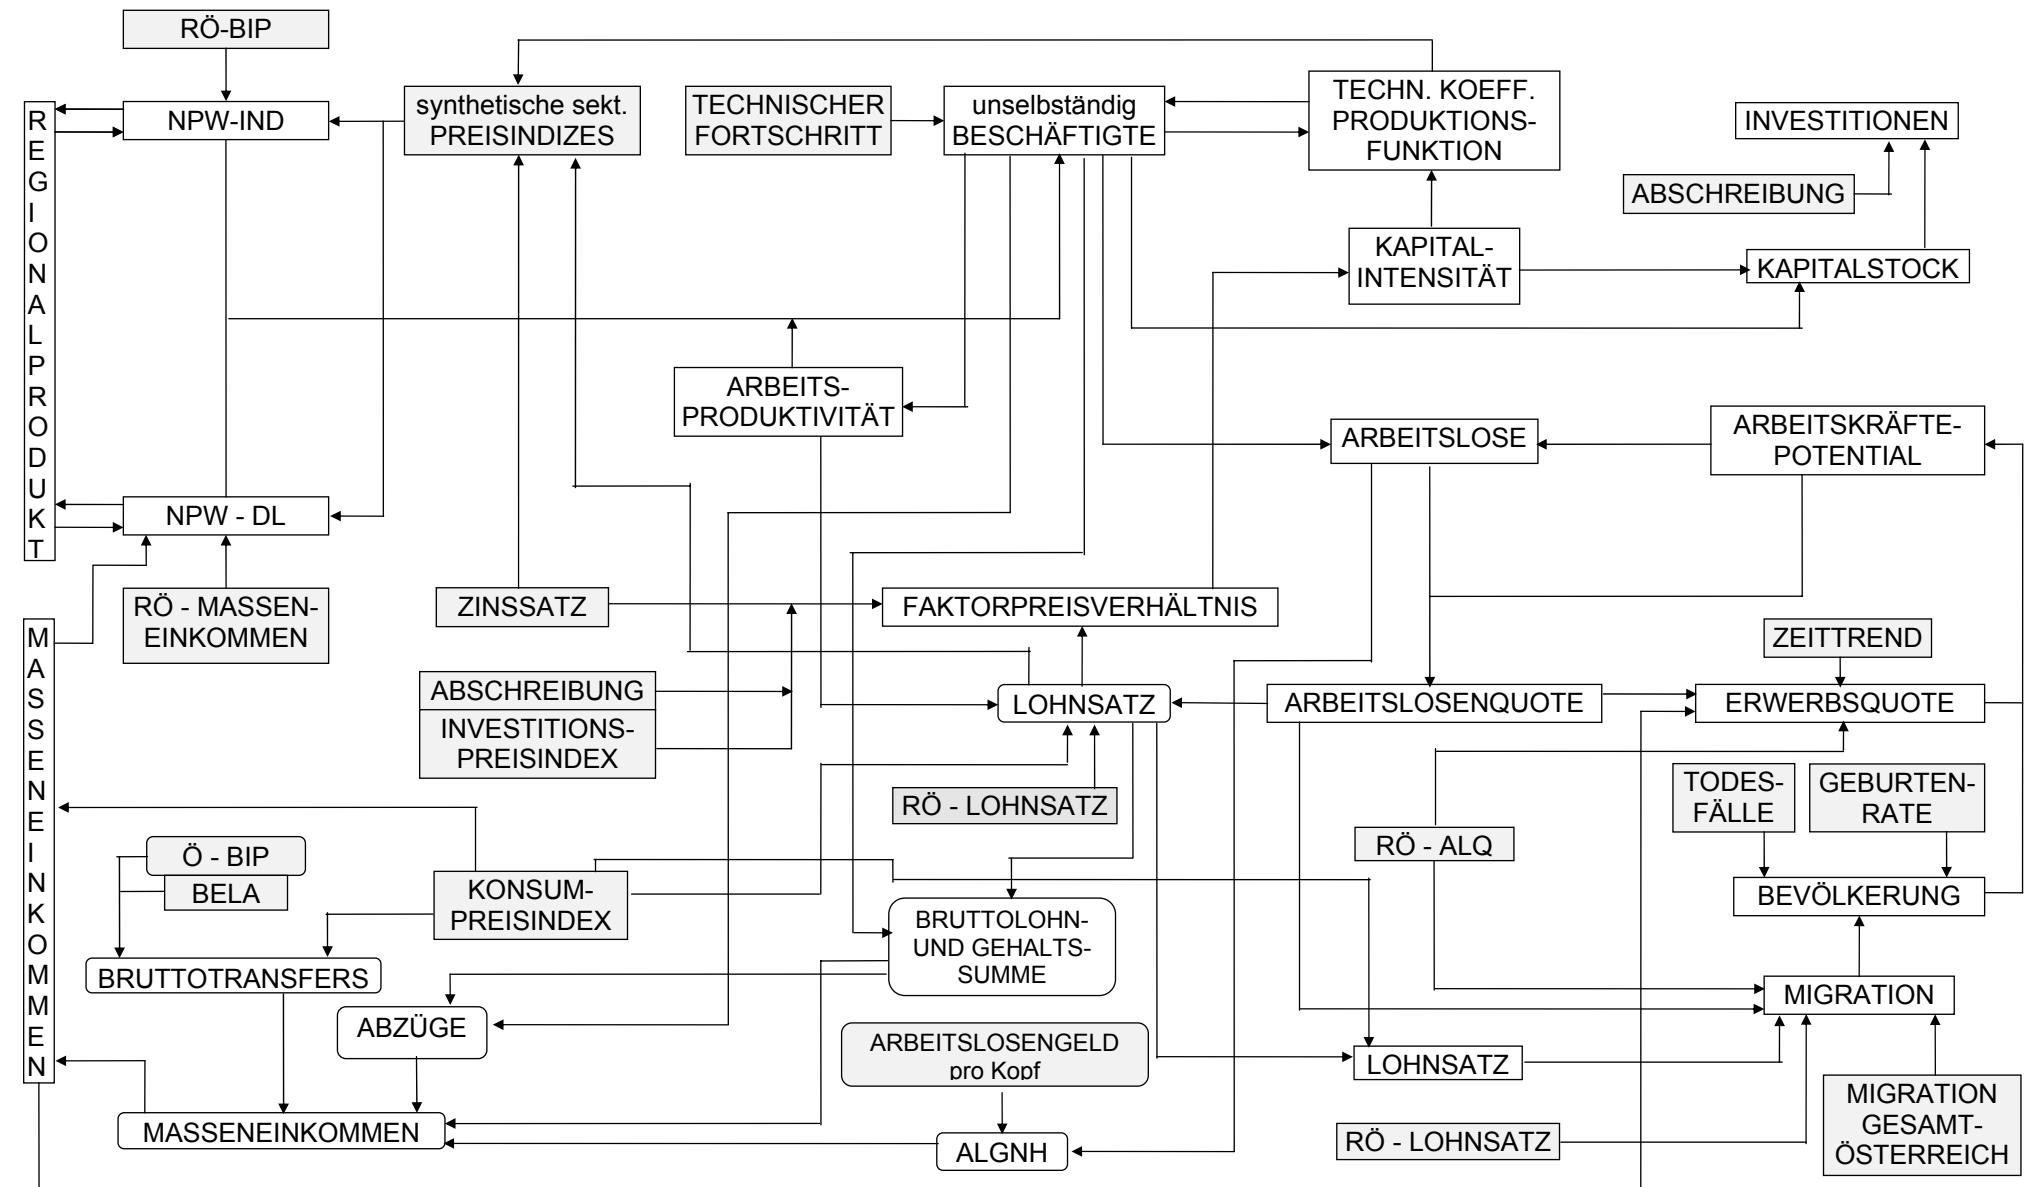 RÖ-BIP
REGIONALPRODUKT
NPW-IND
synthetische sekt.
PREISINDIZES
TECHNISCHER
FORTSCHRITT
unselbständig
BESCHÄFTIGTE
TECHN. KOEFF.
PRODUKTIONS-
FUNKTION
INVESTITIONEN
ABSCHREIBUNG
KAPITAL-
INTENSITÄT
KAPITALSTOCK
ARBEITS-
PRODUKTIVITÄT
ARBEITSLOSE
ARBEITSKRÄFTE-
POTENTIAL
NPW - DL
RÖ - MASSEN-
EINKOMMEN
ZINSSATZ
FAKTORPREISVERHÄLTNIS
ZEITTREND
MASSENEINKOMMEN
ABSCHREIBUNG
INVESTITIONS-
PREISINDEX
LOHNSATZ
ARBEITSLOSENQUOTE
ERWERBSQUOTE
RÖ - LOHNSATZ
TODES-
FÄLLE
GEBURTEN-
RATE
RÖ - ALQ
Ö - BIP
BELA
KONSUM-
PREISINDEX
BRUTTOLOHN-
UND GEHALTS-
SUMME
BEVÖLKERUNG
BRUTTOTRANSFERS
MIGRATION
ABZÜGE
ARBEITSLOSENGELD
pro Kopf
LOHNSATZ
MASSENEINKOMMEN
ALGNH
RÖ - LOHNSATZ
MIGRATION
GESAMT-
ÖSTERREICH